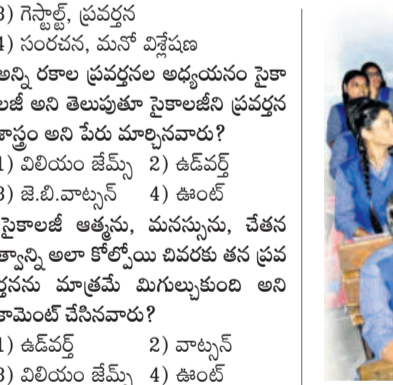 3) గెస్టాల్ట్, ప్రవర్తన
4) సంరచన, మనో విశ్లేషణ
అన్ని రకాల ప్రవర్తనల అధ్యయనం సైకా
లజీ అని తెలుపుతూ సైకాలజీని ప్రవర్తన
శాస్త్రం అని పేరు మార్చినవారు?
1) విలియం జేమ్స్ 2) ఉడ్‌వర్త్
3) జె.బి.వాట్సన్ 4) ఊంట్
సైకాలజీ ఆత్మను, మనస్సును, చేతన
త్వాన్ని అలా కోల్పోయి చివరకు తన ప్రవ
ర్తనను మాత్రమే మిగుల్చుకుంది అని
కామెంట్ చేసినవారు?
1) ఉడ్‌వర్త్ 2) వాట్సన్
3) విలియం జేమ్స్ 4) ఊంట్